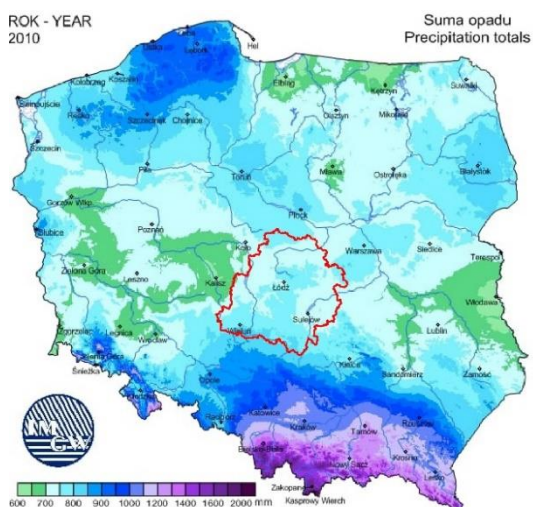 ROK - YEAR
2010
Suma opadu
Precipitation totals
Łeba
Ustka
Lębork
Hel
Kołobrzeg
Koszalin
Elbląg
Kętrzyn
Suwałki
Świnoujście
Resko
Szczecinek
Chojnice
Olsztyn
Mikołajki
Szczecin
Piła
Toruń
Mława
Ostrołęka
Białystok
Gorzów Wlkp
Płock
Słubice
Poznań
Koło
Warszawa
Siedlce
Terespol
Zielona Góra
Leszno
Kalisz
Łódź
Włodawa
Zgorzelec
Legnica
Wrocław
Wieluń
Sulejów
Lublin
Jelenia Góra
Śnieżka
Kielce
Sandomierz
Zamość
Kłodzko
Opole
Racibórz
Katowice
Kraków
Tarnów
Rzeszów
Bielsko-Biała
Nowy Sącz
Krosno
Lesko
Zakopane
Kasprowy Wierch
IM
GW
600 700 800 900 1000 1200 1400 1600 2000 mm